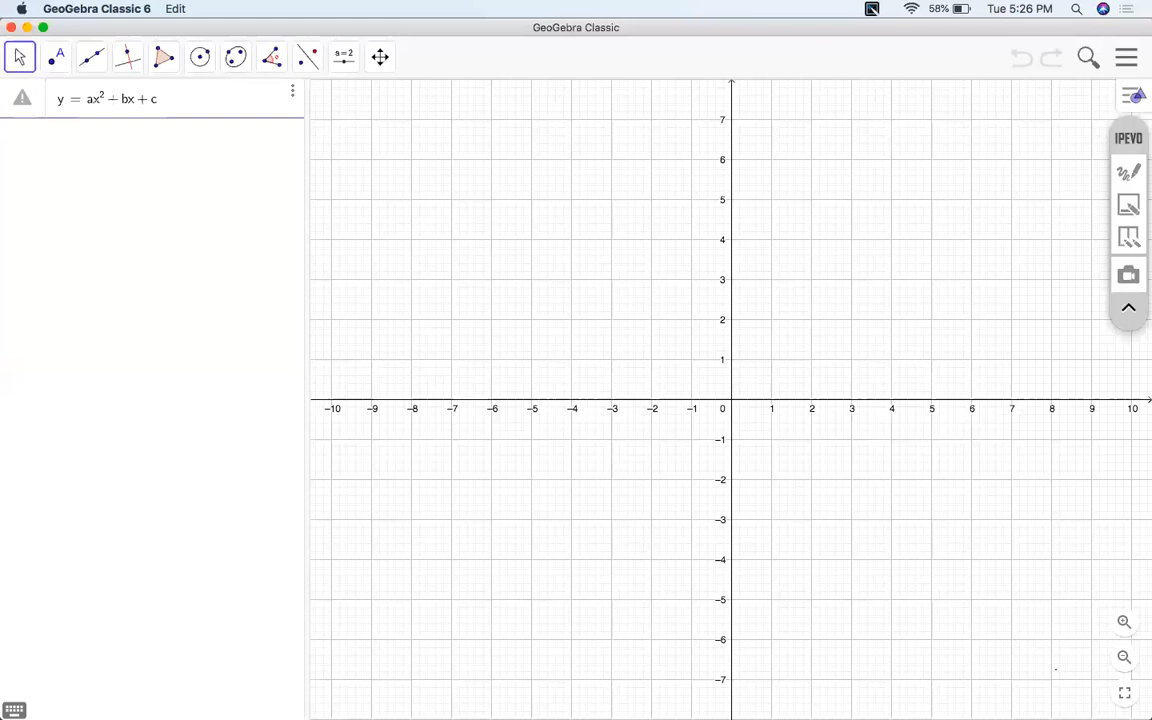 GeoGebra Classic 6 Edit 58% Tue 5:26 PM
GeoGebra Classic
A a=2
y = ax² + bx + c
IPEVO
7
6
5
4
3
2
1
−10 −9 −8 −7 −6 −5 −4 −3 −2 −1 0 1 2 3 4 5 6 7 8 9 10
−1
−2
−3
−4
−5
−6
−7